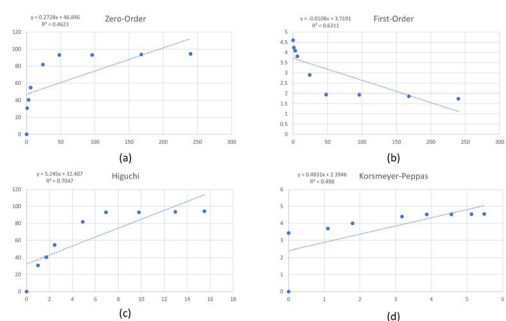 y = 0.2728x + 46.846
R² = 0.4623
Zero-Order
120
100
80
60
40
20
0
0 50 100 150 200 250 300
(a)
y = -0.0108x + 3.7191
R² = 0.6311
First-Order
5
4.5
4
3.5
3
2.5
2
1.5
1
0.5
0
0 50 100 150 200 250 300
(b)
y = 5.245x + 32.407
R² = 0.7047
Higuchi
120
100
80
60
40
20
0
0 2 4 6 8 10 12 14 16 18
(c)
y = 0.4831x + 2.3946
R² = 0.498
Korsmeyer-Peppas
6
5
4
3
2
1
0
0 1 2 3 4 5 6
(d)